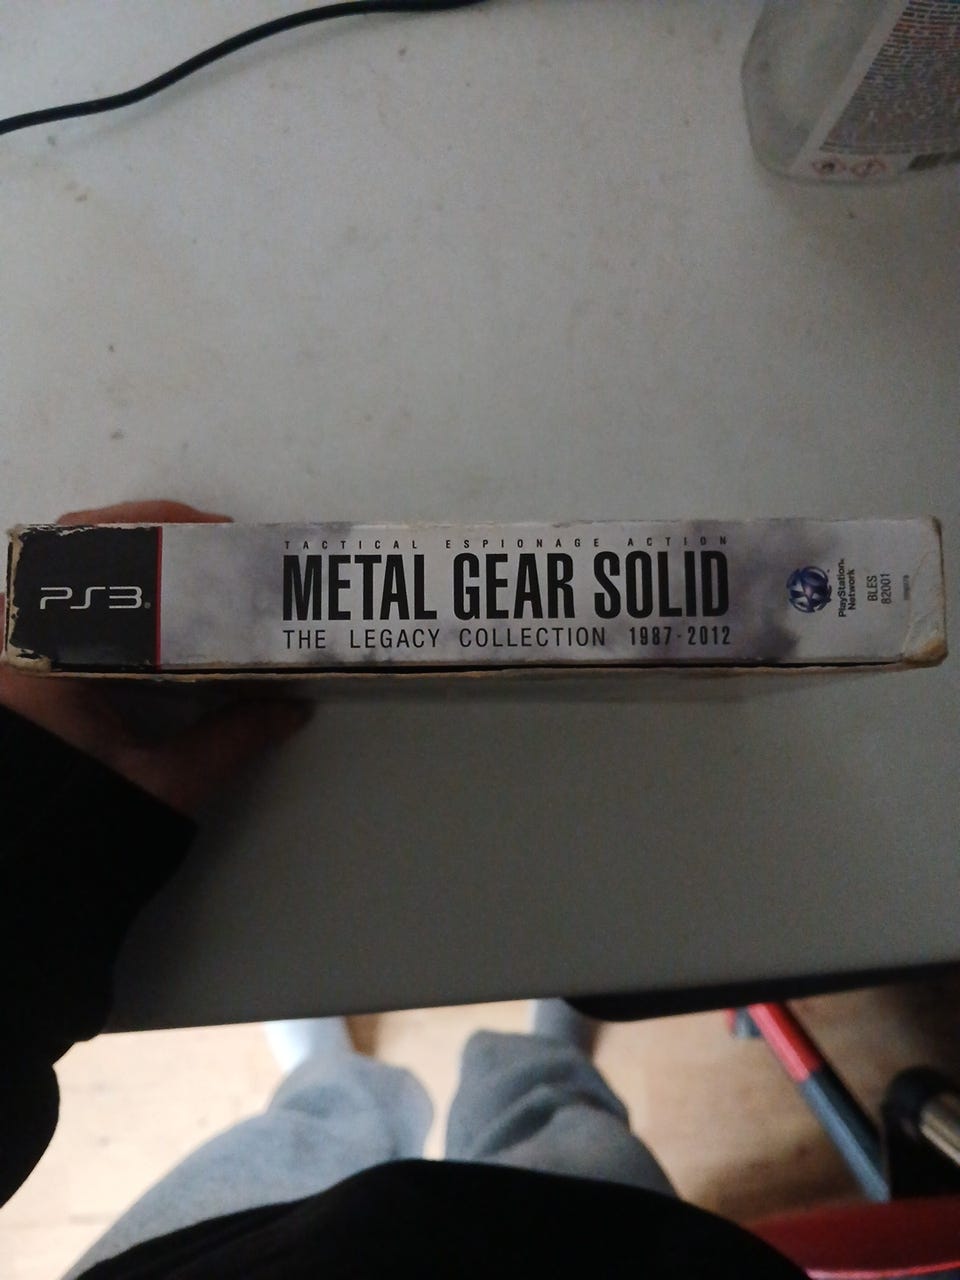 PS3
TACTICAL ESPIONAGE ACTION
METAL GEAR SOLID
THE LEGACY COLLECTION 1987-2012
PlayStation®
Network
BLES
82001